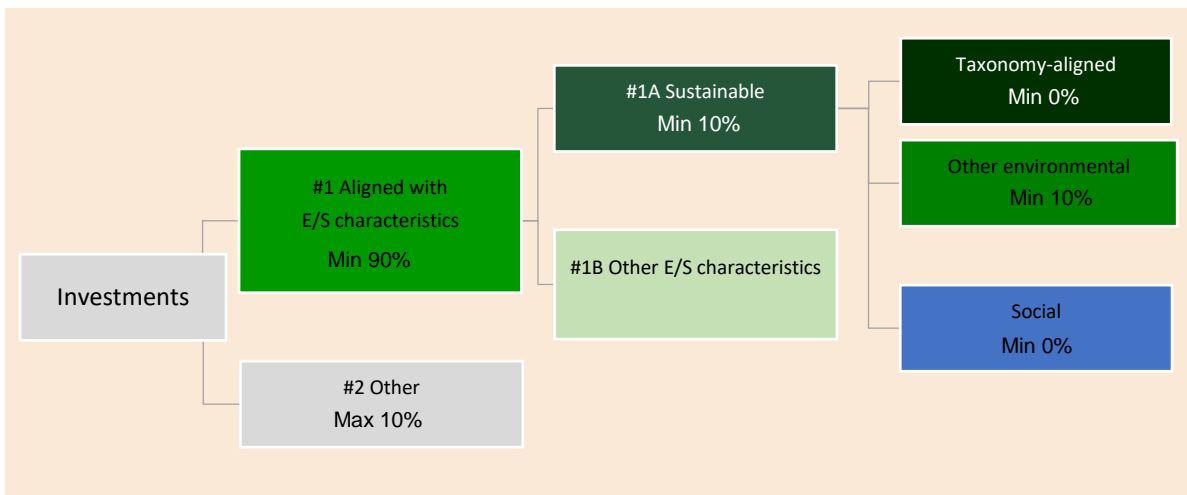 Investments
#1 Aligned with
E/S characteristics
Min 90%
#2 Other
Max 10%
#1A Sustainable
Min 10%
#1B Other E/S characteristics
Taxonomy-aligned
Min 0%
Other environmental
Min 10%
Social
Min 0%